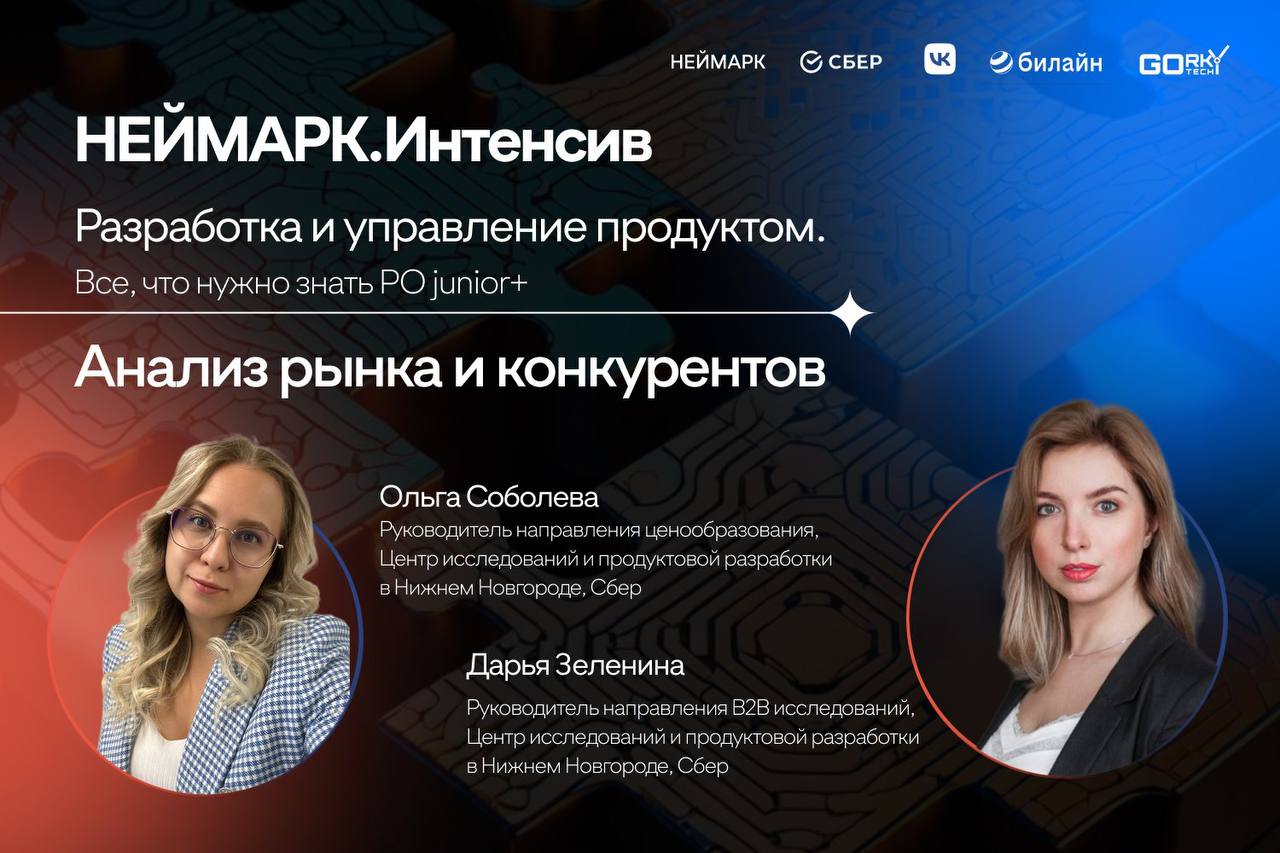 НЕЙМАРК СБЕР VK билайн GORKY TECH
НЕЙМАРК.Интенсив
Разработка и управление продуктом.
Все, что нужно знать PO junior+
Анализ рынка и конкурентов
Ольга Соболева
Руководитель направления ценообразования,
Центр исследований и продуктовой разработки
в Нижнем Новгороде, Сбер
Дарья Зеленина
Руководитель направления B2B исследований,
Центр исследований и продуктовой разработки
в Нижнем Новгороде, Сбер